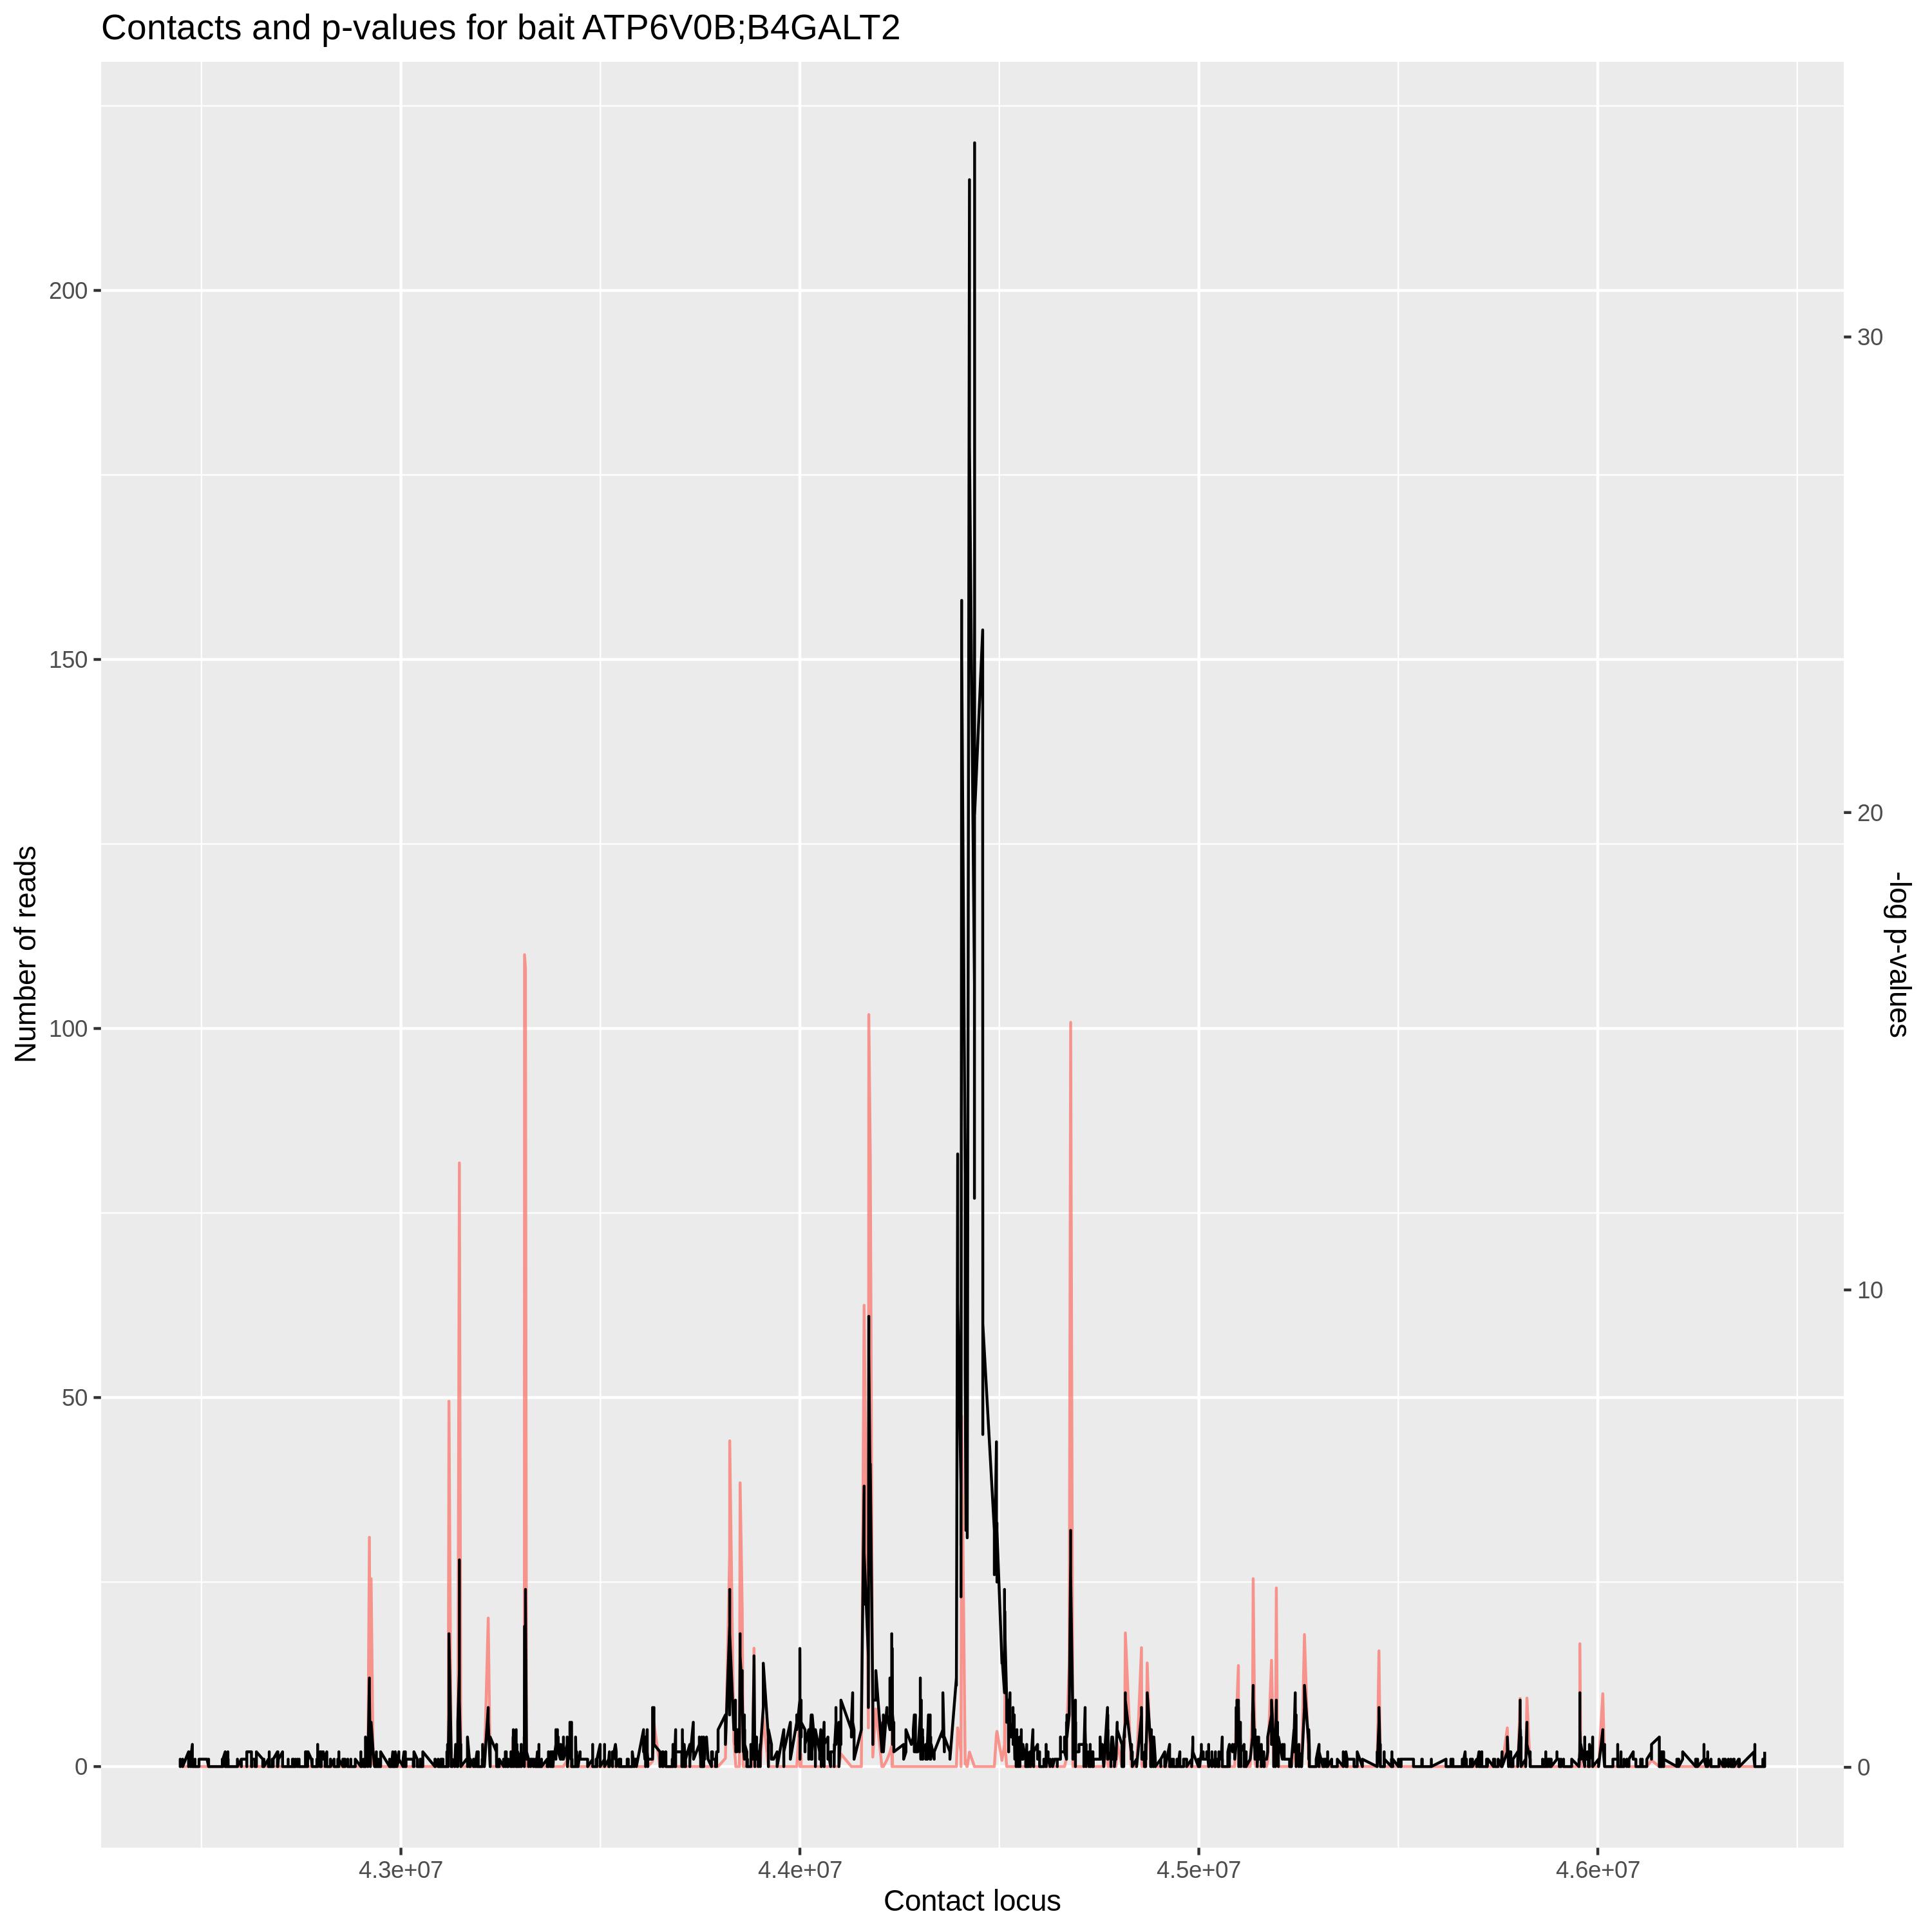 Contacts and p-values for bait ATP6V0B;B4GALT2
Number of reads
200
150
100
50
0
30
20
10
0
-log p-values
4.3e+07
4.4e+07
4.5e+07
4.6e+07
Contact locus